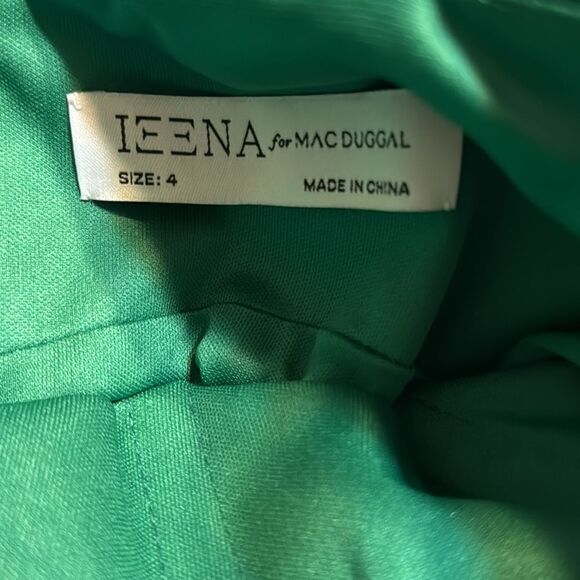 IEENA for MAC DUGGAL
SIZE: 4 MADE IN CHINA